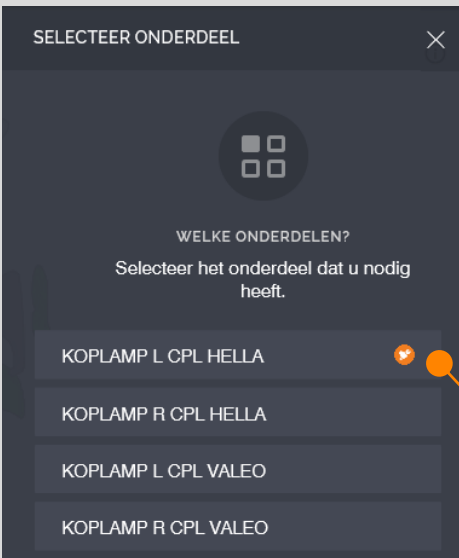 SELECTEER ONDERDEEL
WELKE ONDERDELEN?
Selecteer het onderdeel dat u nodig
heeft.
KOPLAMP L CPL HELLA
KOPLAMP R CPL HELLA
KOPLAMP L CPL VALEO
KOPLAMP R CPL VALEO